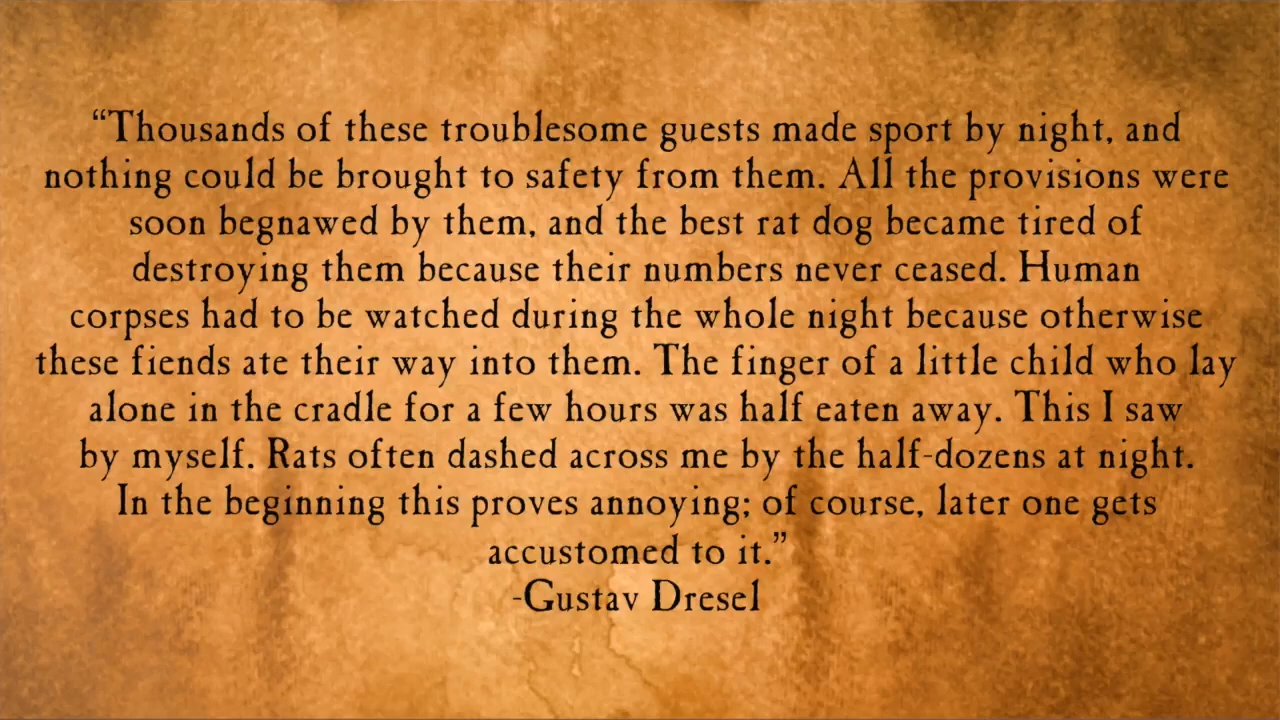 “Thousands of these troublesome guests made sport by night, and
nothing could be brought to safety from them. All the provisions were
soon begnawed by them, and the best rat dog became tired of
destroying them because their numbers never ceased. Human
corpses had to be watched during the whole night because otherwise
these fiends ate their way into them. The finger of a little child who lay
alone in the cradle for a few hours was half eaten away. This I saw
by myself. Rats often dashed across me by the half-dozens at night.
In the beginning this proves annoying; of course, later one gets
accustomed to it.”
-Gustav Dresel